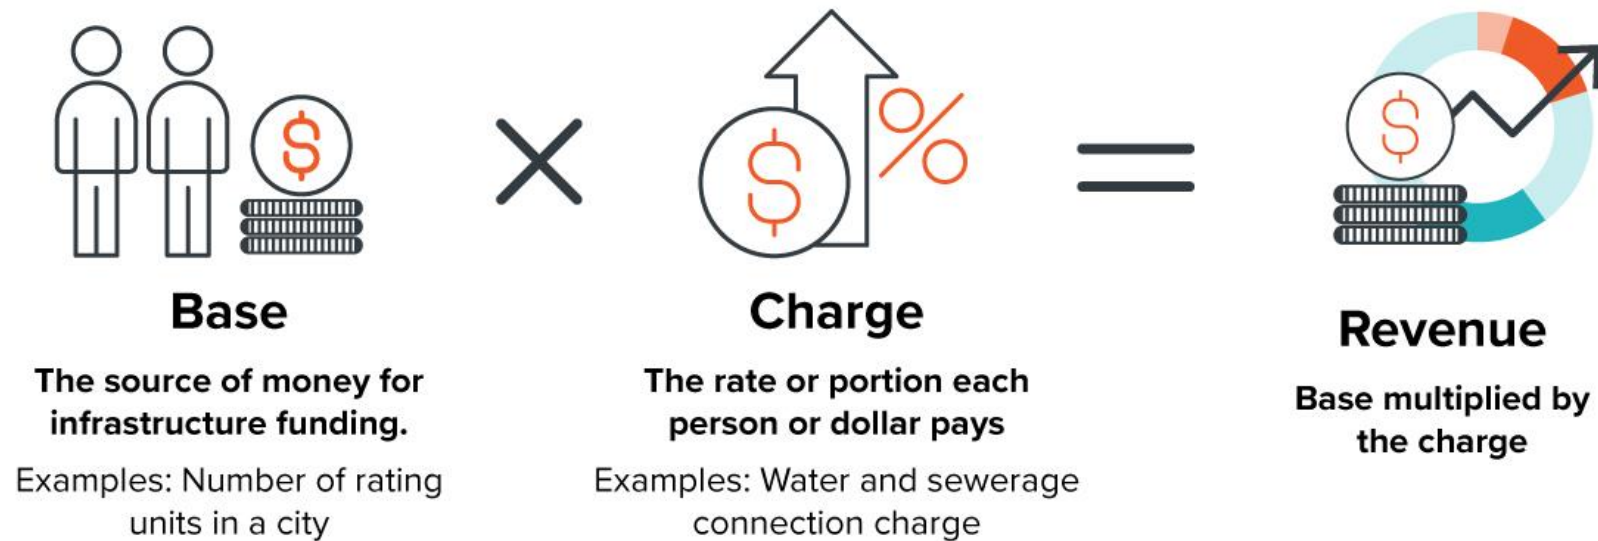 Base
The source of money for
infrastructure funding.
Examples: Number of rating
units in a city
Charge
The rate or portion each
person or dollar pays
Examples: Water and sewerage
connection charge
Revenue
Base multiplied by
the charge